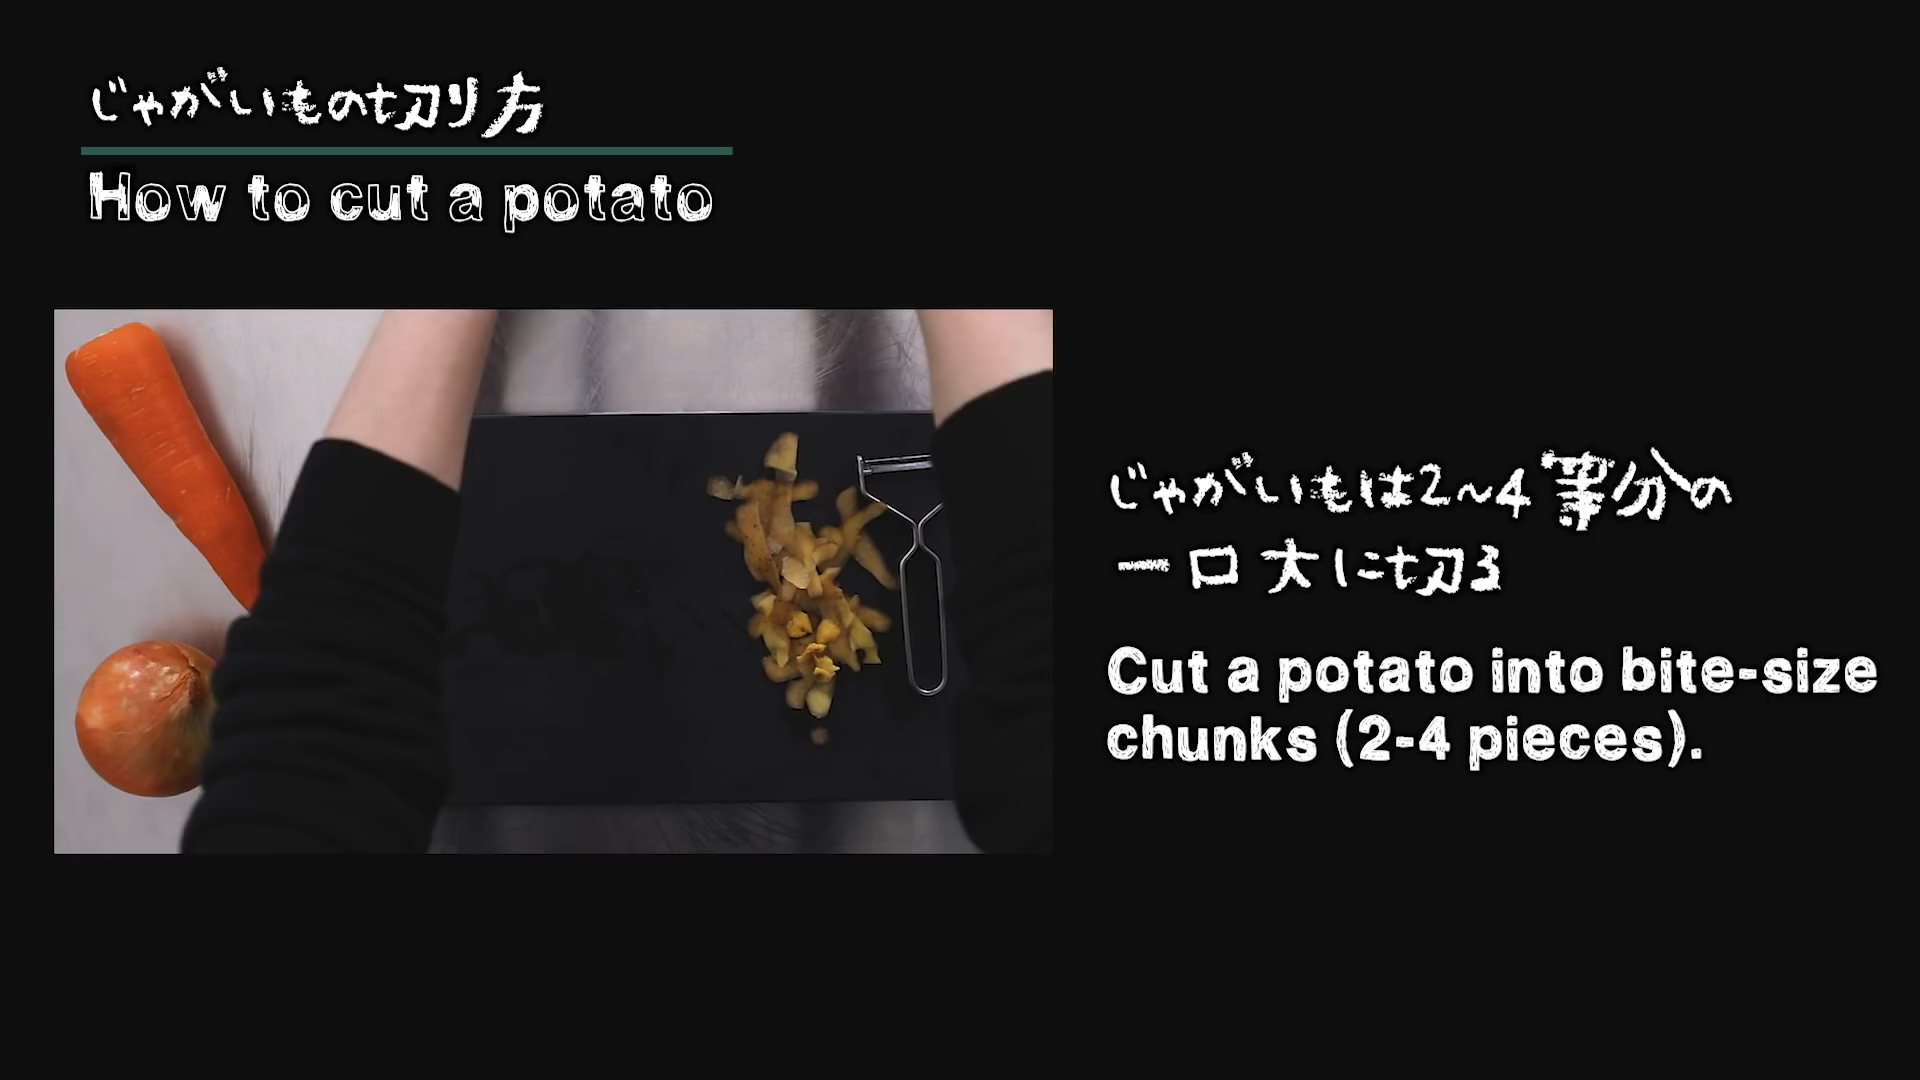 じゃがいもの切り方
How to cut a potato
じゃがいもは2~4等分の
一口大に切る
Cut a potato into bite-size
chunks (2-4 pieces).